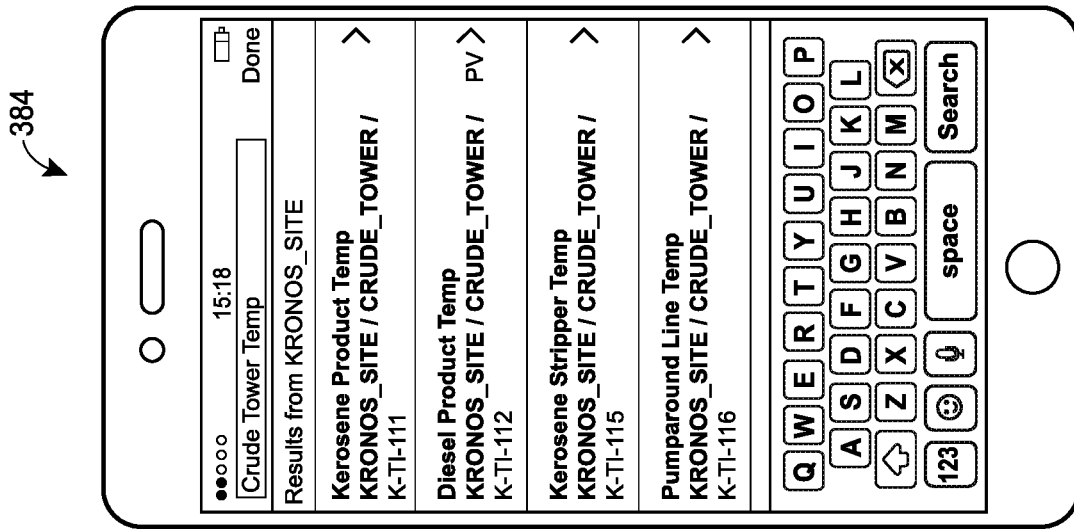 384
15:18
Crude Tower Temp Done
Results from KRONOS_SITE
Kerosene Product Temp
KRONOS_SITE / CRUDE_TOWER / >
K-TI-111
Diesel Product Temp
KRONOS_SITE / CRUDE_TOWER / PV >
K-TI-112
Kerosene Stripper Temp
KRONOS_SITE / CRUDE_TOWER / >
K-TI-115
Pumparound Line Temp
KRONOS_SITE / CRUDE_TOWER / >
K-TI-116
Q W E R T Y U I O P
A S D F G H J K L
Z X C V B N M X
123 space Search